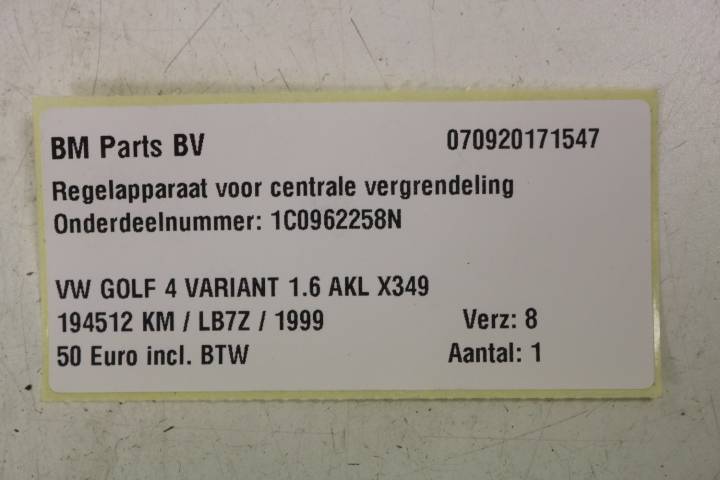 BM Parts BV 070920171547
Regelapparaat voor centrale vergrendeling
Onderdeelnummer: 1C0962258N
VW GOLF 4 VARIANT 1.6 AKL X349
194512 KM / LB7Z / 1999 Verz: 8
50 Euro incl. BTW Aantal: 1